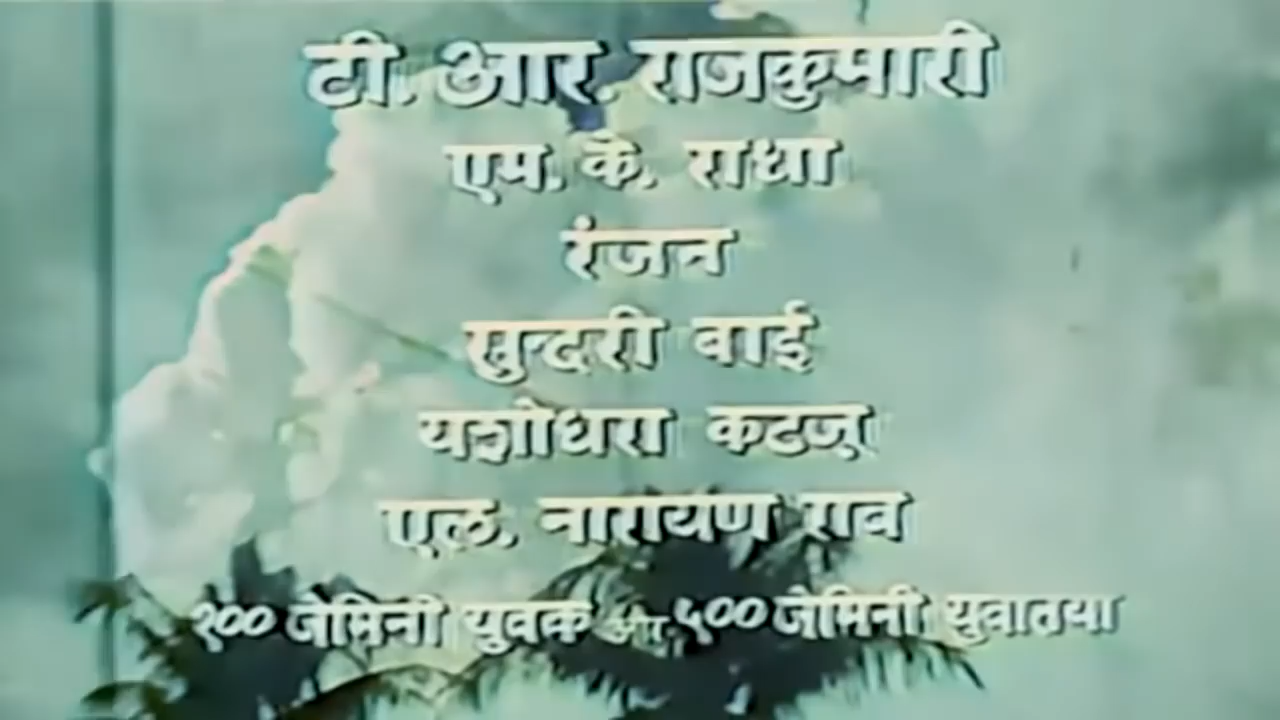 टी. आर. राजकुमारी
एम. के. राधा
रंजन
सुन्दरी बाई
यशोधरा कटजू
एल. नारायण राव
जेमिनी युवक और ५०० जेमिनी युवतियां